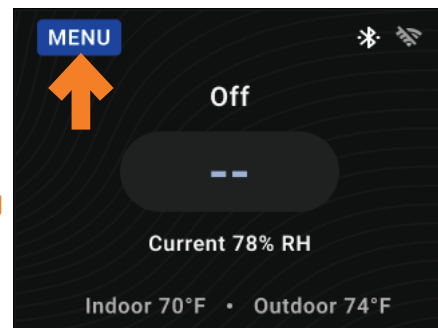 MENU
Off
--
Current 78% RH
Indoor 70°F • Outdoor 74°F